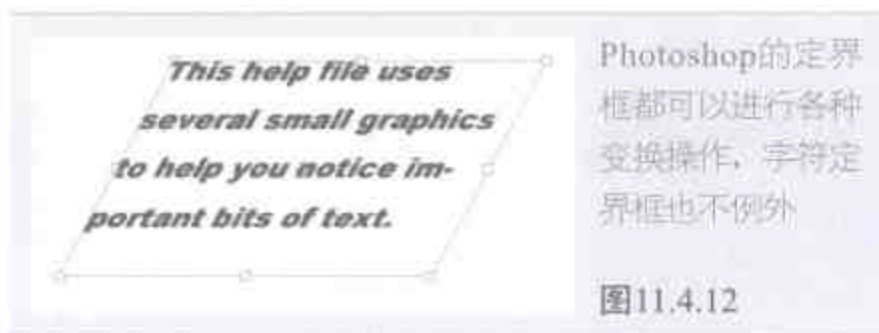 This help file uses
several small graphics
to help you notice im-
portant bits of text.
Photoshop的定界
框都可以进行各种
变换操作，字符定
界框也不例外
图11.4.12